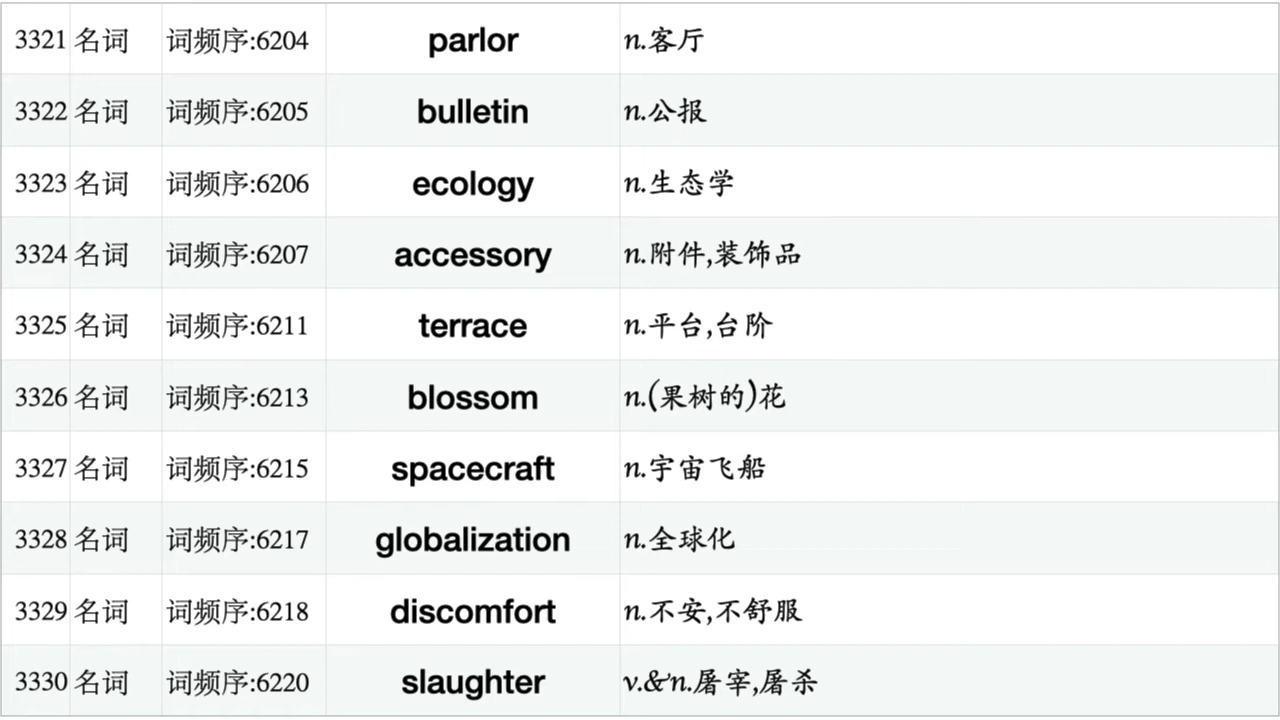 3321 名词 词频序:6204 parlor n.客厅
3322 名词 词频序:6205 bulletin n.公报
3323 名词 词频序:6206 ecology n.生态学
3324 名词 词频序:6207 accessory n.附件,装饰品
3325 名词 词频序:6211 terrace n.平台,台阶
3326 名词 词频序:6213 blossom n.(果树的)花
3327 名词 词频序:6215 spacecraft n.宇宙飞船
3328 名词 词频序:6217 globalization n.全球化
3329 名词 词频序:6218 discomfort n.不安,不舒服
3330 名词 词频序:6220 slaughter v.&n.屠宰,屠杀